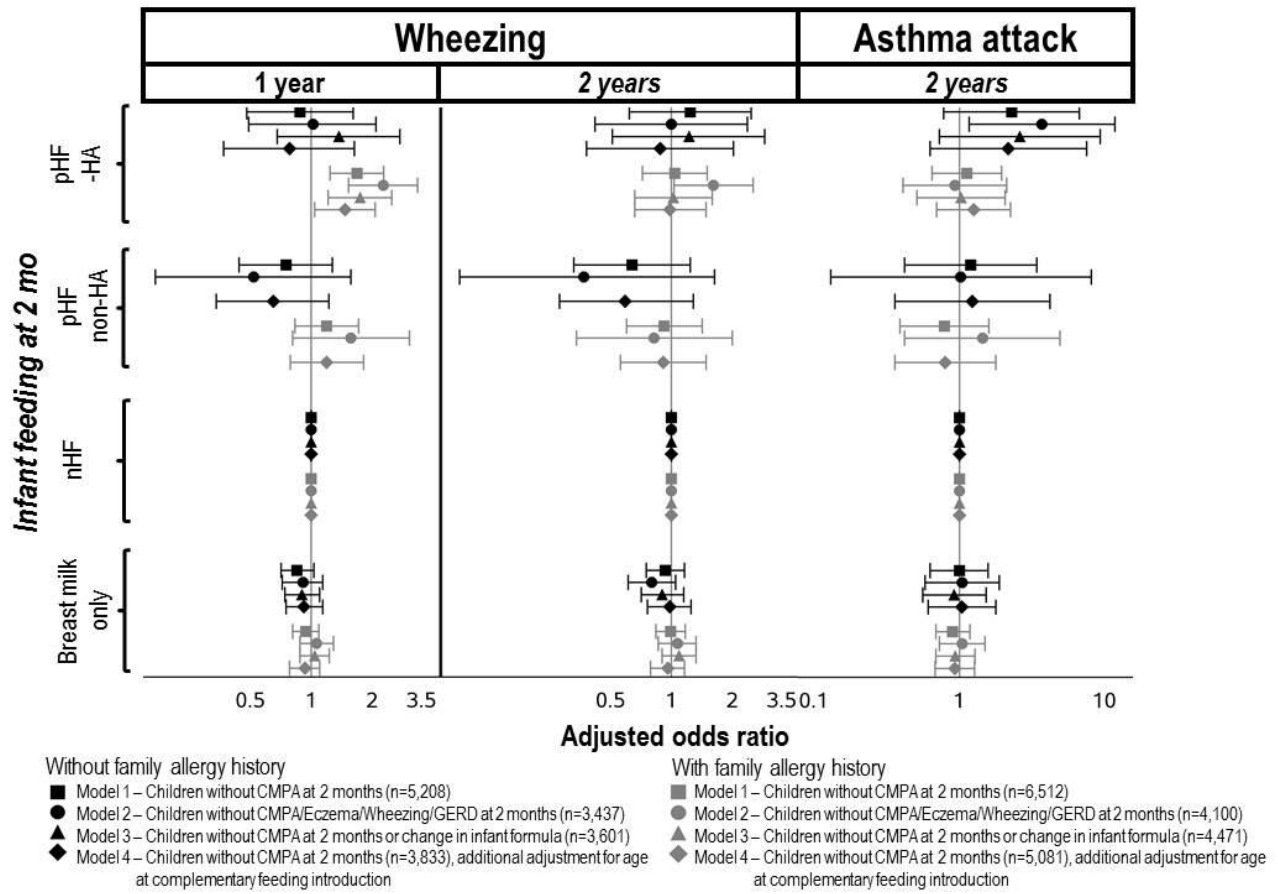 Wheezing
Asthma attack
1 year
2 years
2 years
Infant feeding at 2 mo
pHF
-HA
pHF
non-HA
nHF
Breast milk
only
0.5 1 2 3.5
0.5 1 2 3.5
0.1 1 10
Adjusted odds ratio
Without family allergy history
Model 1 – Children without CMPA at 2 months (n=5,208)
Model 2 – Children without CMPA/Eczema/Wheezing/GERD at 2 months (n=3,437)
Model 3 – Children without CMPA at 2 months or change in infant formula (n=3,601)
Model 4 – Children without CMPA at 2 months (n=3,833), additional adjustment for age
at complementary feeding introduction
With family allergy history
Model 1 – Children without CMPA at 2 months (n=6,512)
Model 2 – Children without CMPA/Eczema/Wheezing/GERD at 2 months (n=4,100)
Model 3 – Children without CMPA at 2 months or change in infant formula (n=4,471)
Model 4 – Children without CMPA at 2 months (n=5,081), additional adjustment for age
at complementary feeding introduction